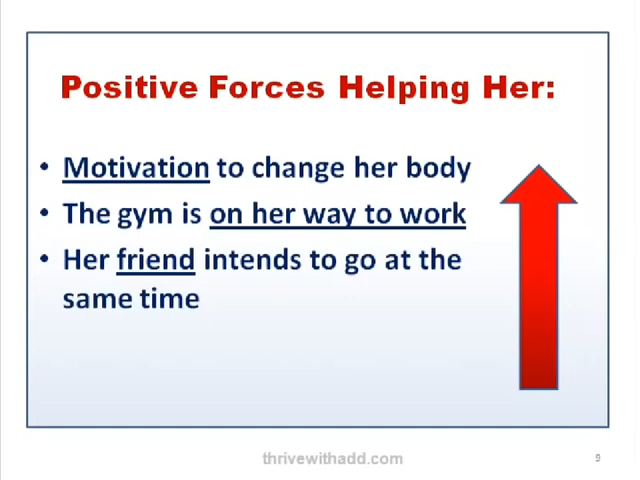 Positive Forces Helping Her:
• Motivation to change her body
• The gym is on her way to work
• Her friend intends to go at the
same time
thrivewithadd.com
9